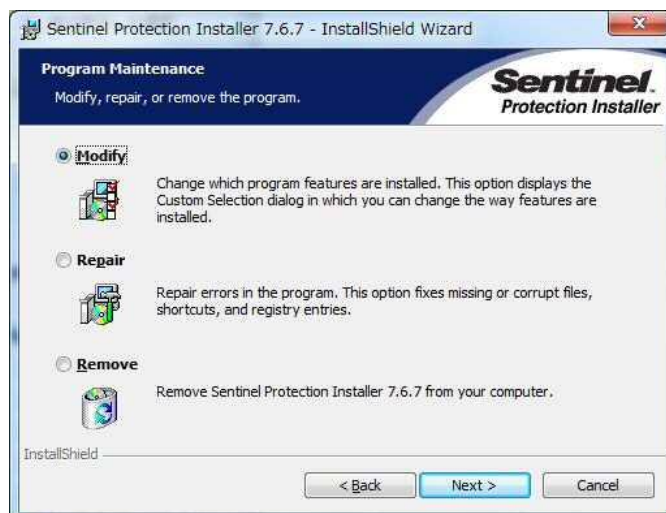 Sentinel Protection Installer 7.6.7 - InstallShield Wizard
Program Maintenance
Modify, repair, or remove the program.
Sentinel.
Protection Installer
Modify
Change which program features are installed. This option displays the
Custom Selection dialog in which you can change the way features are
installed.
Repair
Repair errors in the program. This option fixes missing or corrupt files,
shortcuts, and registry entries.
Remove
Remove Sentinel Protection Installer 7.6.7 from your computer.
InstallShield
< Back
Next >
Cancel